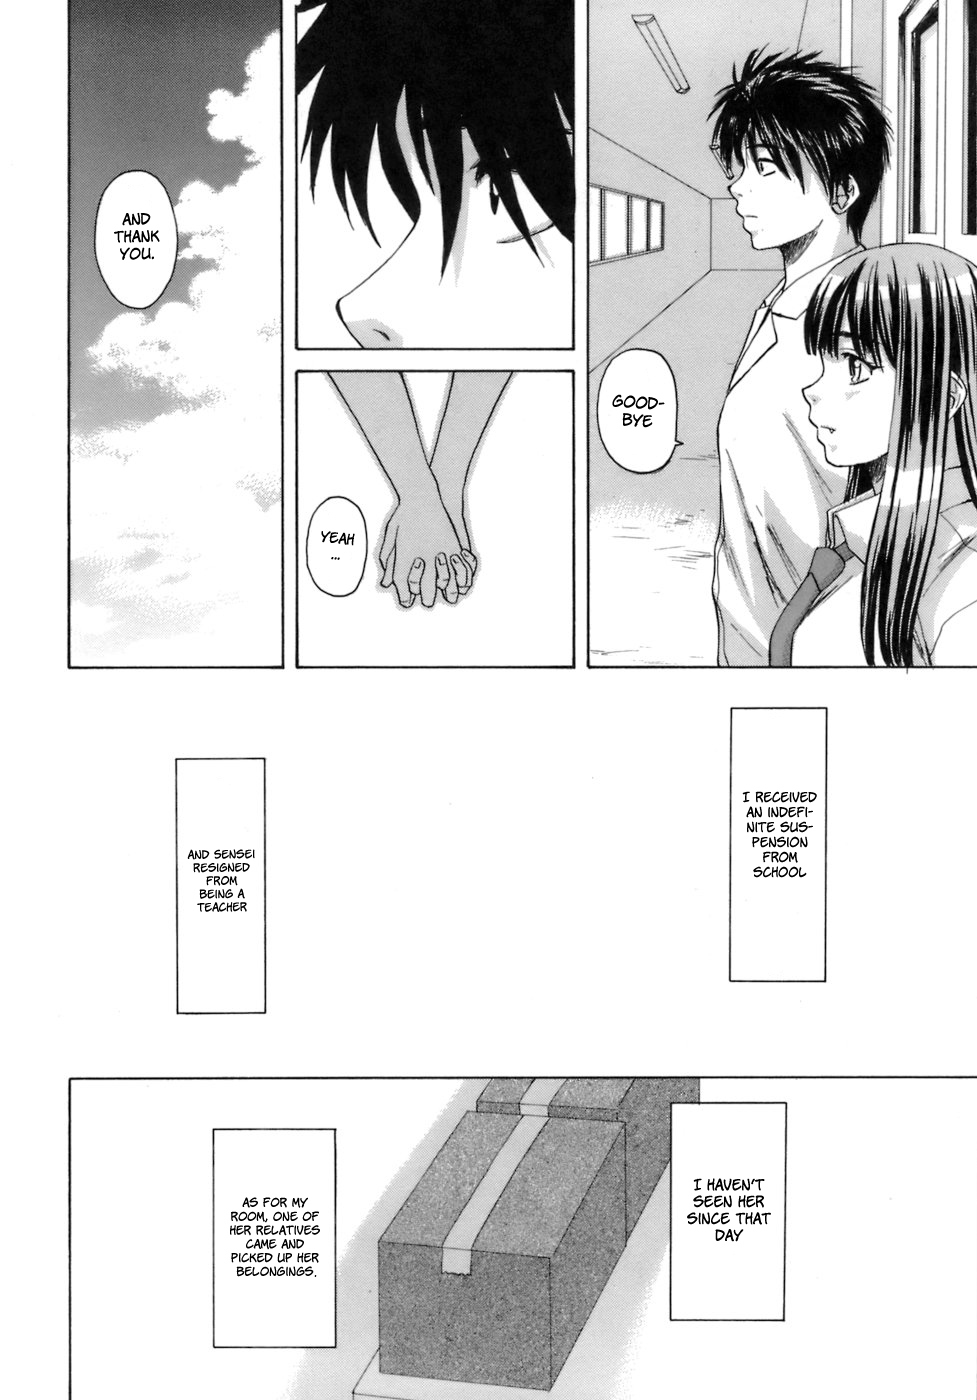 GOOD-
BYE
YEAH
...
AND
THANK
YOU.
I RECEIVED
AN INDEFI-
NITE SUS-
PENSION
FROM
SCHOOL
AND SENSEI
RESIGNED
FROM
BEING A
TEACHER
I HAVEN'T
SEEN HER
SINCE THAT
DAY
AS FOR MY
ROOM, ONE OF
HER RELATIVES
CAME AND
PICKED UP HER
BELONGINGS.